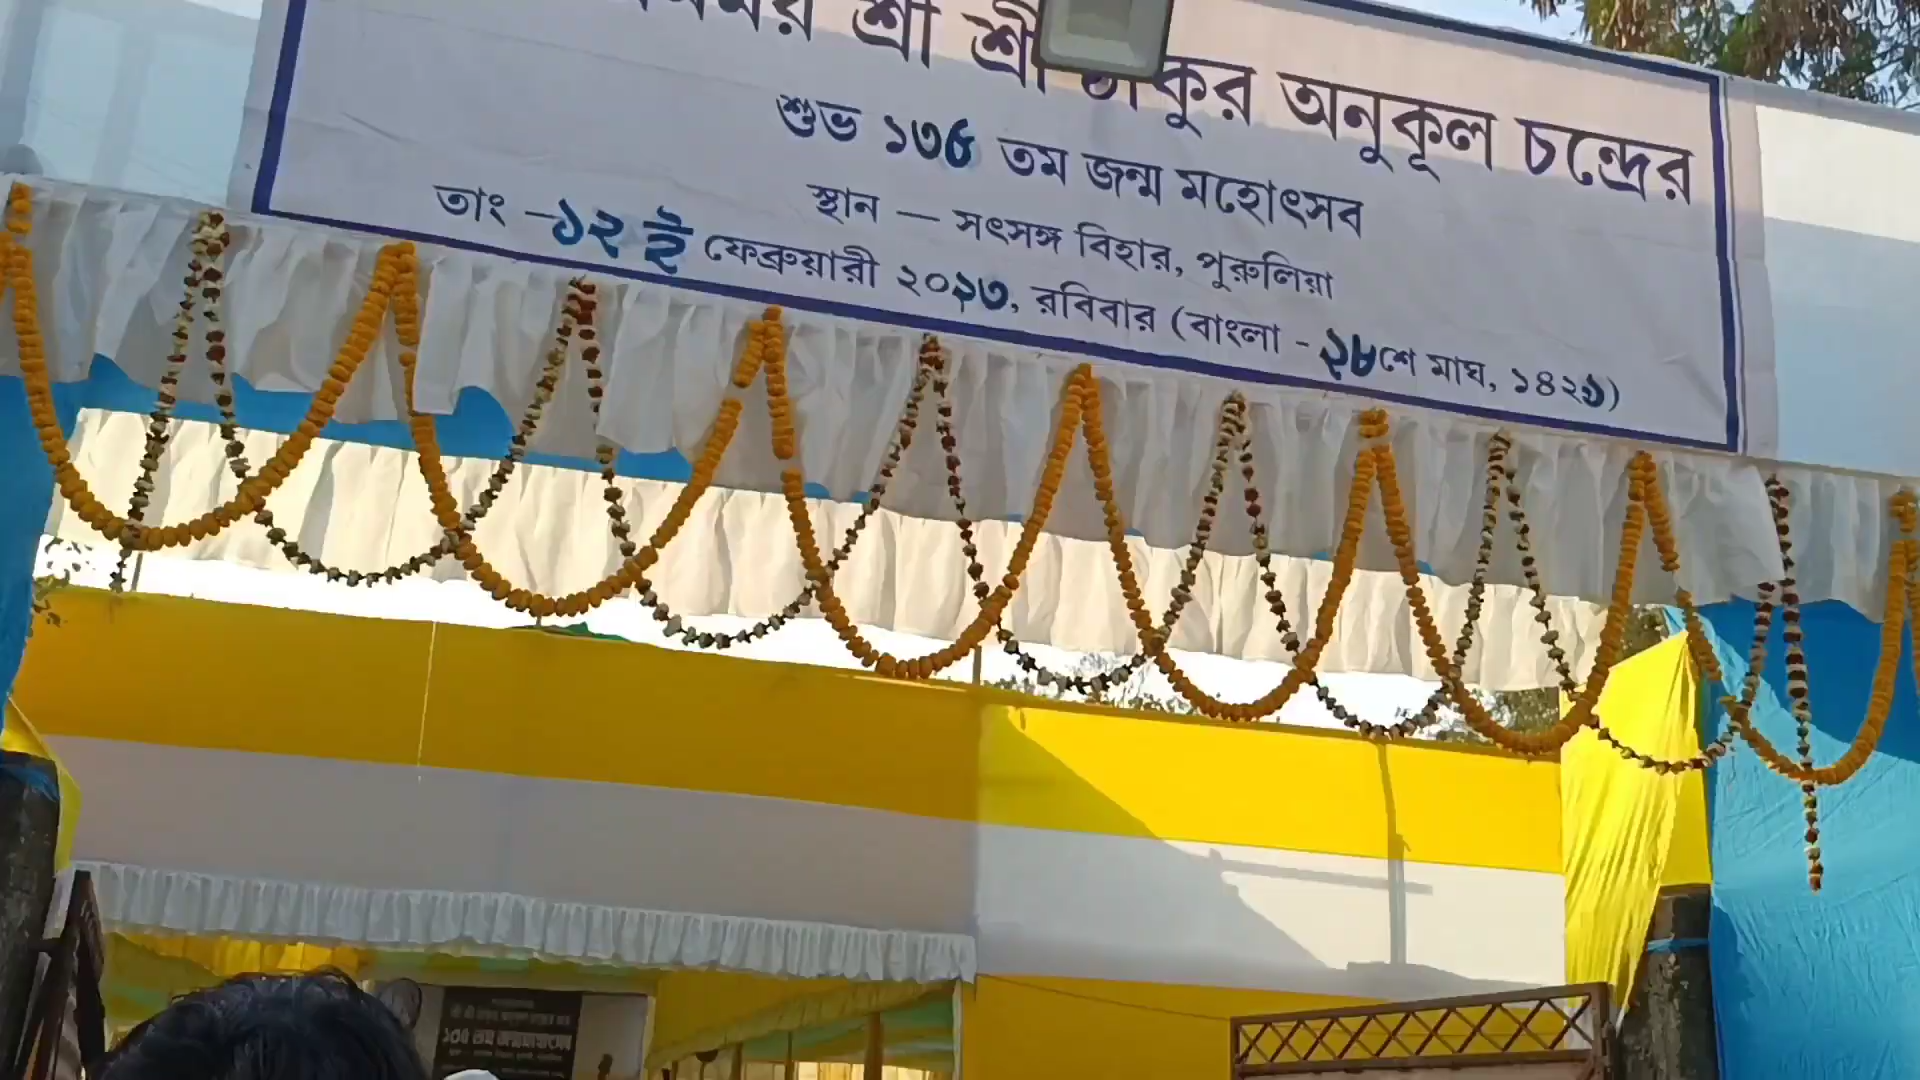 শ্রী শ্রী ঠাকুর অনুকূল চন্দ্রের
শুভ ১৩৫ তম জন্ম মহোৎসব
স্থান — সৎসঙ্গ বিহার, পুরুলিয়া
তাং – ১২ ই ফেব্রুয়ারী ২০২৩, রবিবার (বাংলা - ২৮শে মাঘ, ১৪২৯)